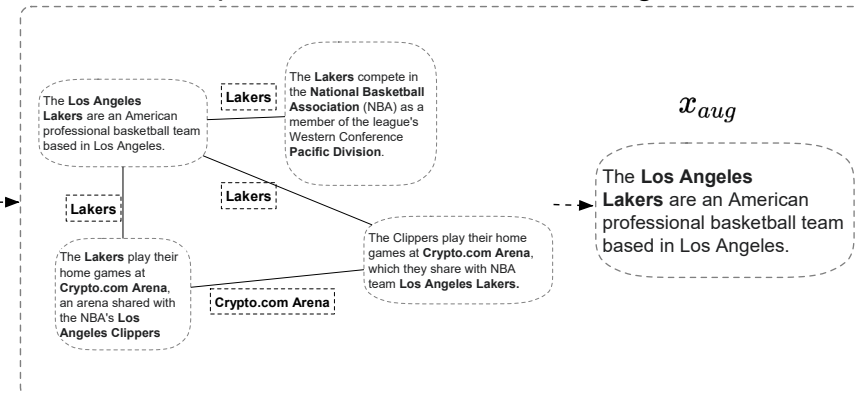 The Los Angeles
Lakers are an American
professional basketball team
based in Los Angeles.
Lakers
The Lakers compete in
the National Basketball
Association (NBA) as a
member of the league's
Western Conference
Pacific Division.
Lakers
Lakers
The Lakers play their
home games at
Crypto.com Arena,
an arena shared with
the NBA's Los
Angeles Clippers
Crypto.com Arena
The Clippers play their home
games at Crypto.com Arena,
which they share with NBA
team Los Angeles Lakers.
x_aug
The Los Angeles
Lakers are an American
professional basketball team
based in Los Angeles.